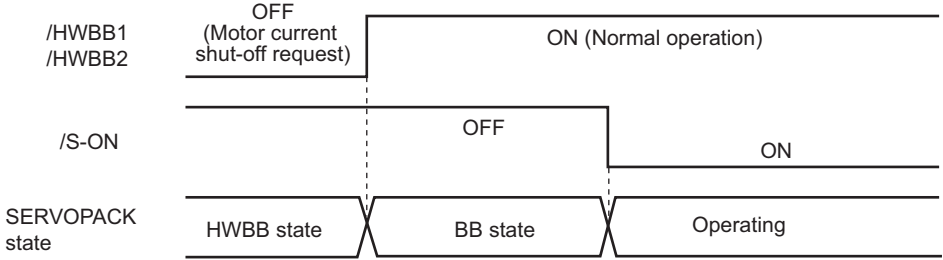 OFF
(Motor current
shut-off request)
/HWBB1
/HWBB2
ON (Normal operation)
/S-ON
OFF
ON
SERVOPACK
state
HWBB state
BB state
Operating